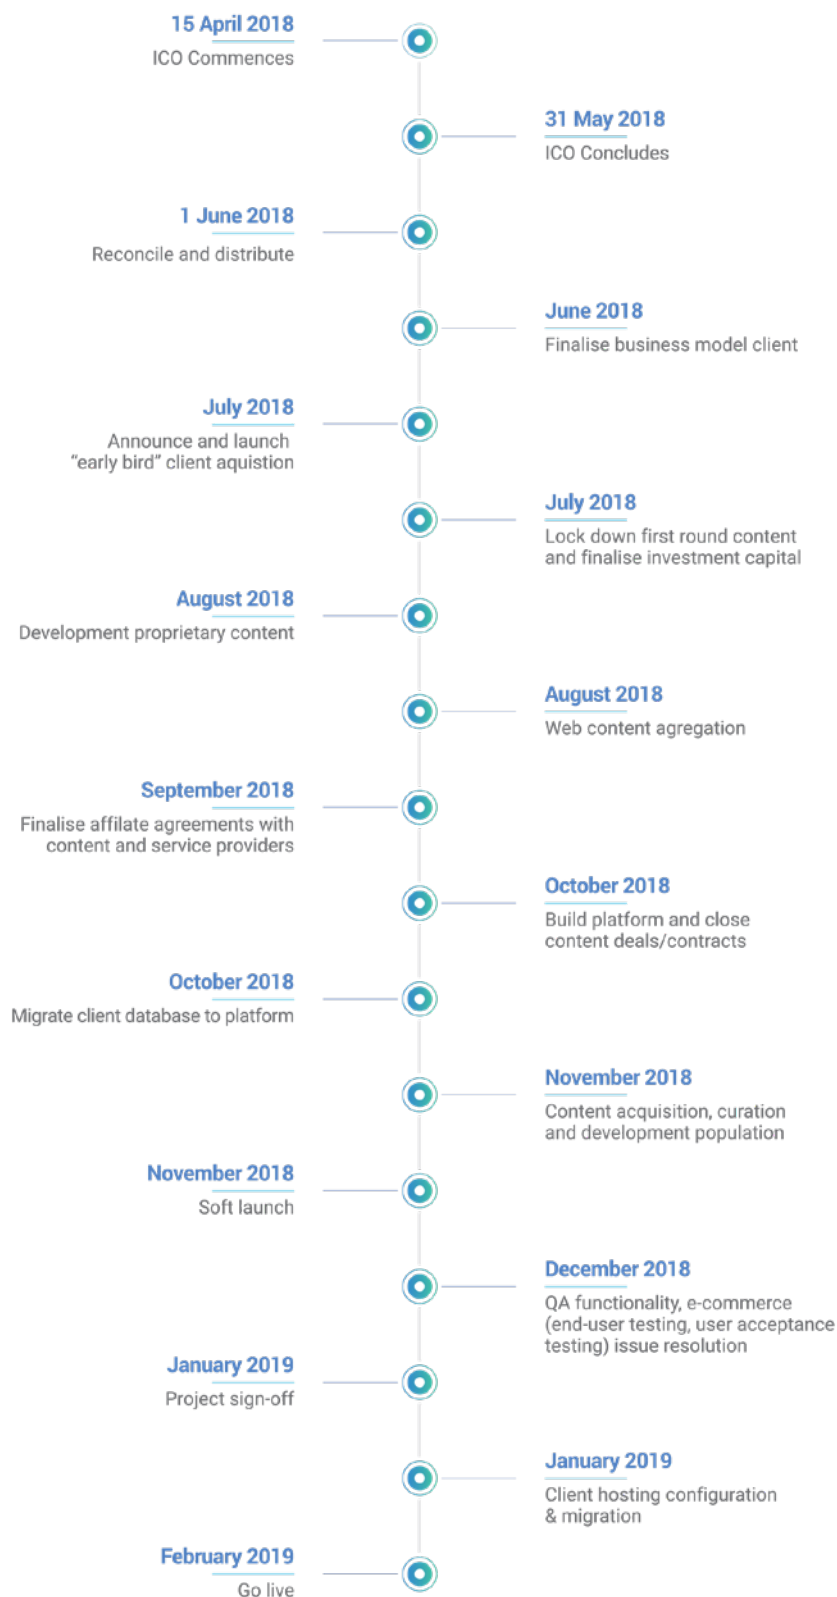 15 April 2018
ICO Commences
31 May 2018
ICO Concludes
1 June 2018
Reconcile and distribute
June 2018
Finalise business model client
July 2018
Announce and launch
“early bird” client aquistion
July 2018
Lock down first round content
and finalise investment capital
August 2018
Development proprietary content
August 2018
Web content agregation
September 2018
Finalise affilate agreements with
content and service providers
October 2018
Build platform and close
content deals/contracts
October 2018
Migrate client database to platform
November 2018
Content acquisition, curation
and development population
November 2018
Soft launch
December 2018
QA functionality, e-commerce
(end-user testing, user acceptance
testing) issue resolution
January 2019
Project sign-off
January 2019
Client hosting configuration
& migration
February 2019
Go live